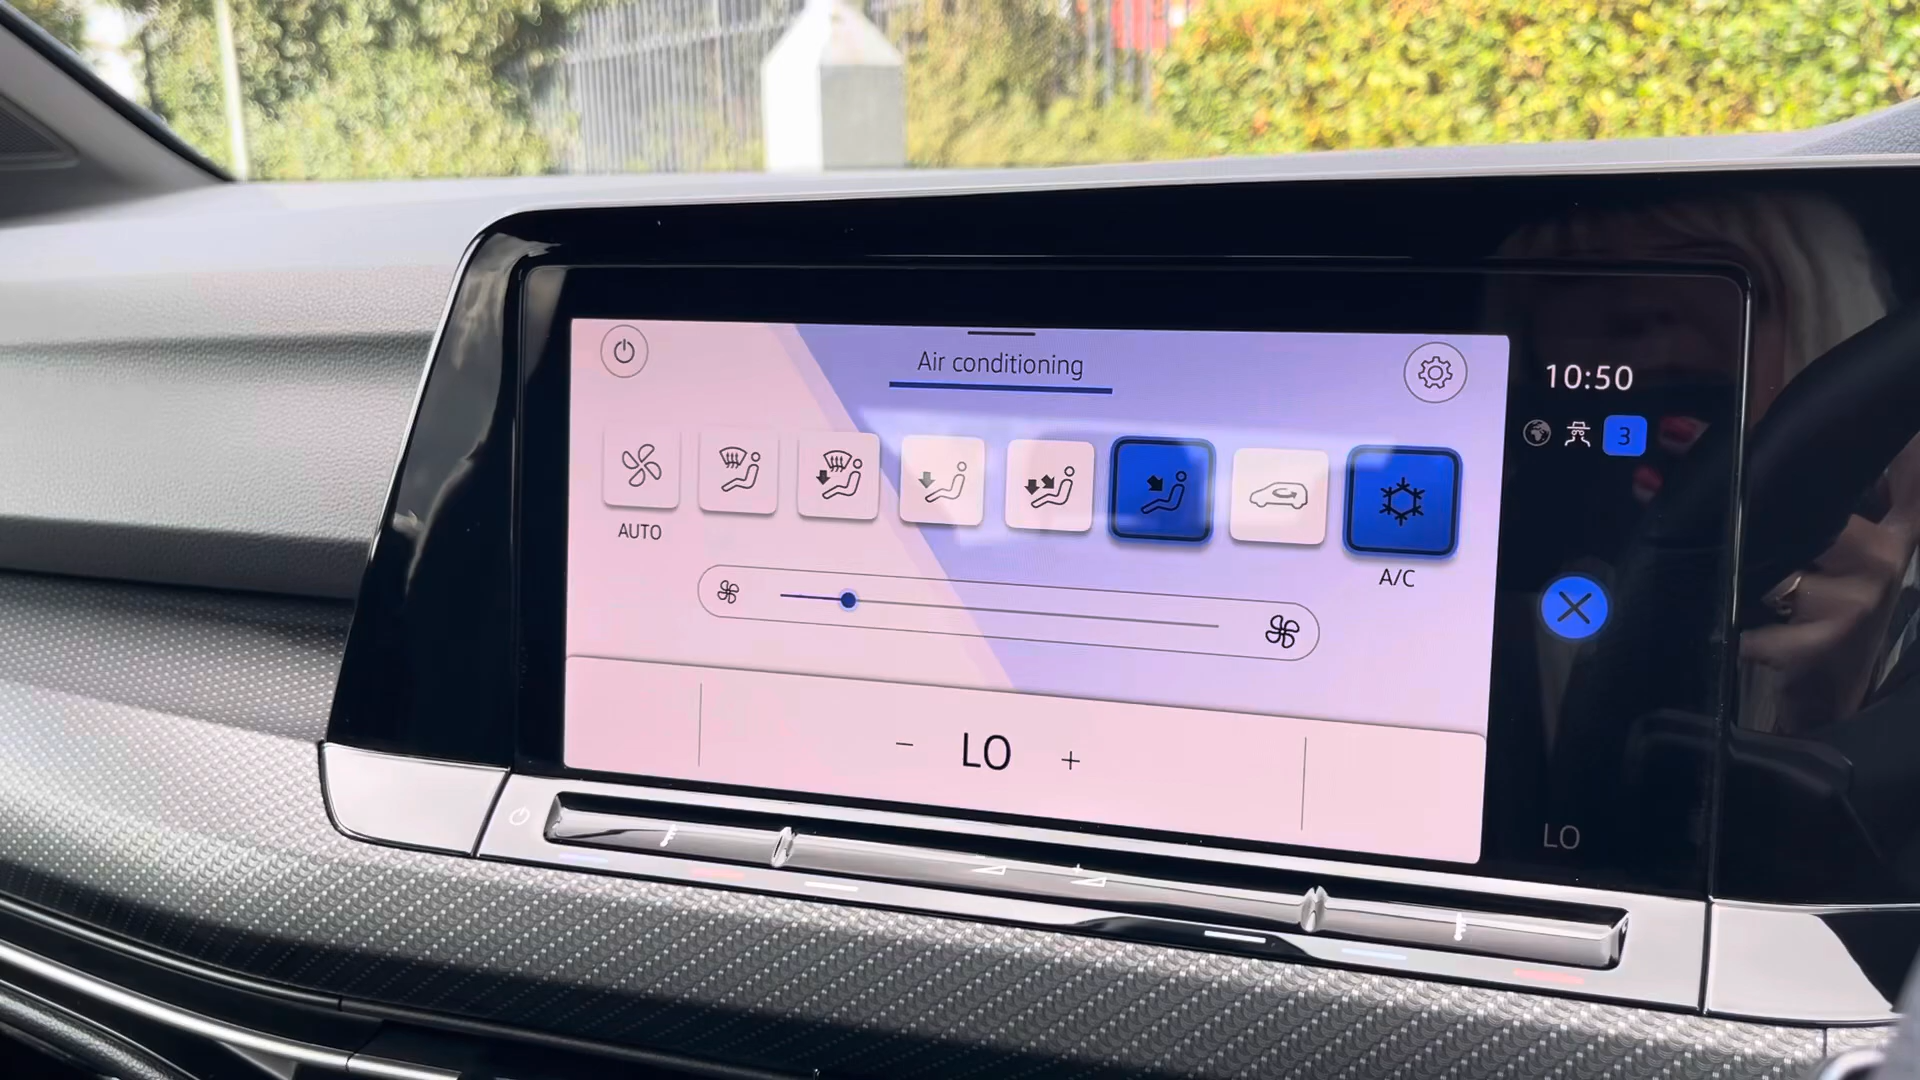 Air conditioning
10:50
3
AUTO
A/C
− LO +
LO